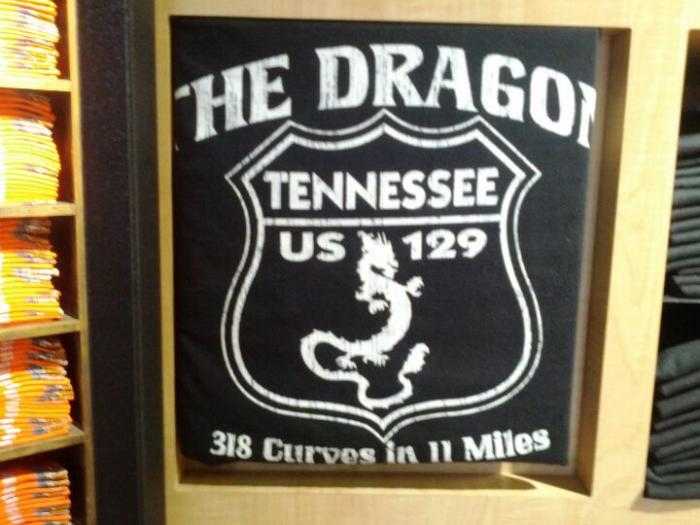 THE DRAGON
TENNESSEE
US 129
318 Curves in 11 Miles